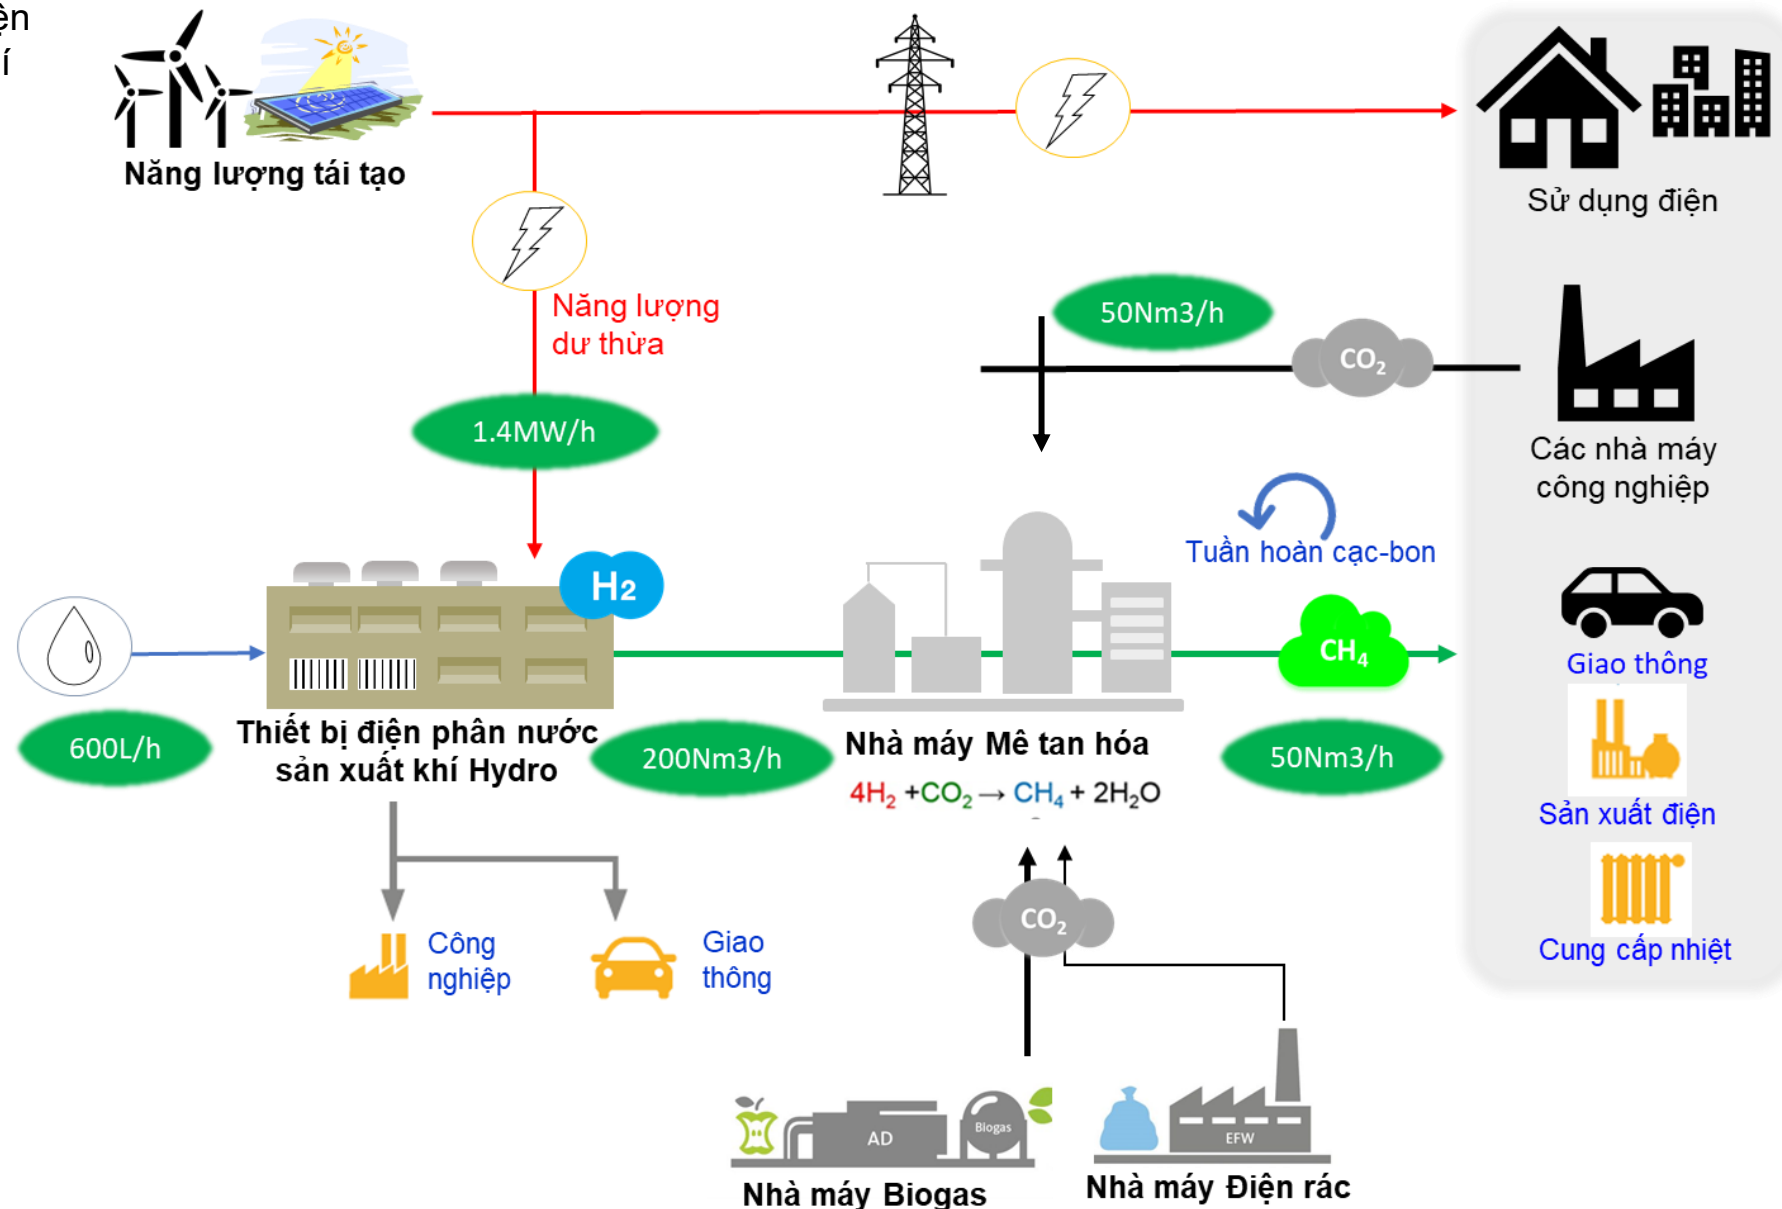 Năng lượng tái tạo
Sử dụng điện
Năng lượng
dư thừa
50Nm3/h
CO₂
1.4MW/h
Các nhà máy
công nghiệp
Tuần hoàn cạc-bon
H₂
CH₄
Giao thông
600L/h
Thiết bị điện phân nước
sản xuất khí Hydro
200Nm3/h
Nhà máy Mê tan hóa
4H₂ +CO₂ → CH₄ + 2H₂O
50Nm3/h
Sản xuất điện
Cung cấp nhiệt
CO₂
Công
nghiệp
Giao
thông
AD
Biogas
EFW
Nhà máy Biogas
Nhà máy Điện rác